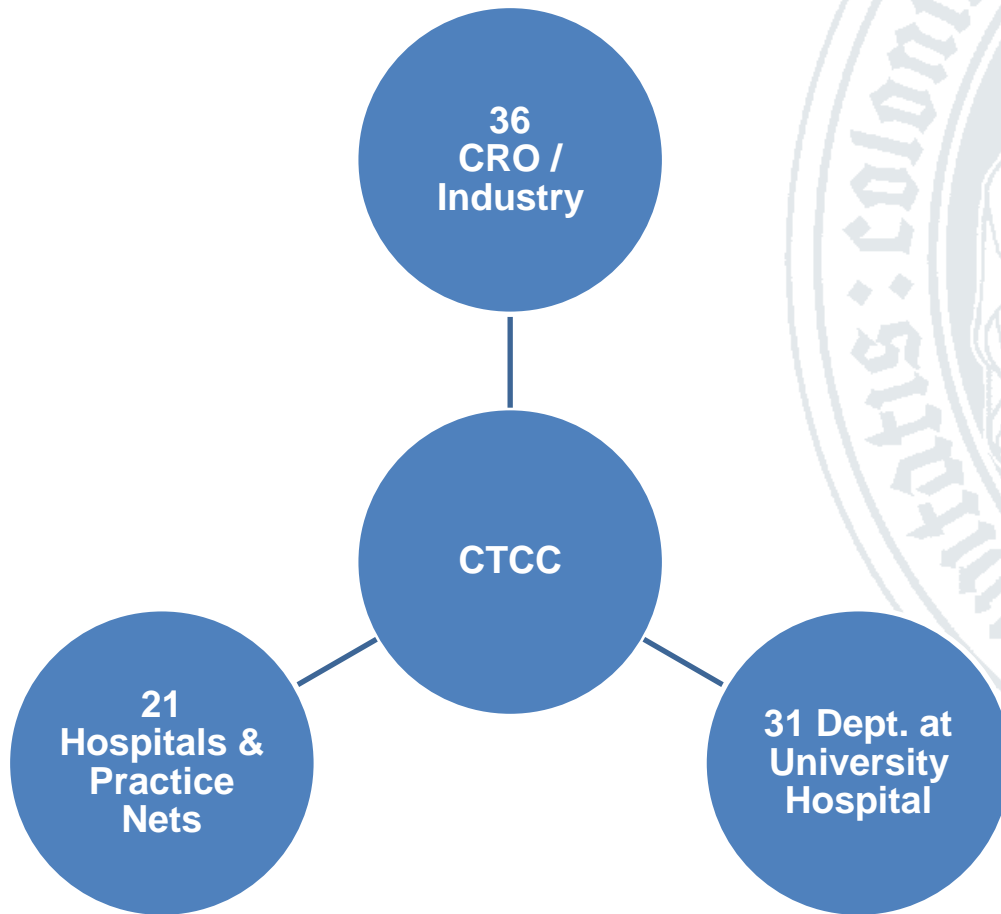 36
CRO /
Industry
CTCC
21
Hospitals &
Practice
Nets
31 Dept. at
University
Hospital